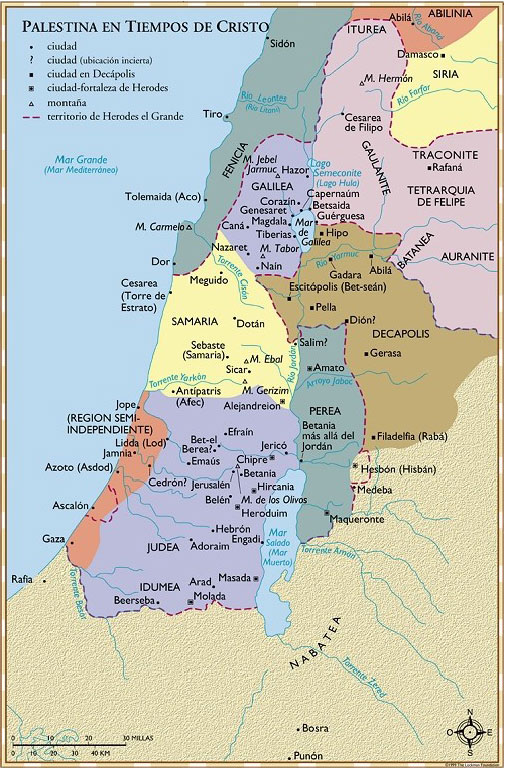 PALESTINA EN TIEMPOS DE CRISTO
ciudad
? ciudad (ubicación incierta)
ciudad en Decápolis
ciudad-fortaleza de Herodes
montaña
territorio de Herodes el Grande
Mar Grande
(Mar Mediterráneo)
Sidón
ITUREA
Abilá
ABILINIA
Río Abana
Damasco
SIRIA
M. Hermón
Río Farfar
Río Leontes
(Río Litani)
Tiro
Cesarea
de Filipo
FENICIA
GAULANITE
TRACONITE
Rafaná
TETRARQUIA
DE FILIPE
BATANEA
AURANITE
M. Jebel
Jarmuc
Hazor
Lago
Semeconite
(Lago Hula)
GALILEA
Capernaúm
Corazín
Betsaida
Genesaret
Guérguesa
Tolemaida (Aco)
Magdala
Mar
de
Galilea
M. Carmelo
Caná
Tiberias
Hipo
Nazaret
M. Tabor
Río Yarmuc
Abilá
Gadara
Dor
Naín
Torrente Cisón
Meguido
Escitópolis (Bet-seán)
Cesarea
(Torre de
Estrato)
Pella
Dión?
SAMARIA
Dotán
DECAPOLIS
Salim?
Sebaste
(Samaria)
M. Ebal
Gerasa
Sicar
Amato
Río Jordán
Torrente Yarkón
M. Gerizim
Arroyo Jaboc
Antípatris
(Afec)
Alejandreion
Jope
(REGION SEMI-
INDEPENDIENTE)
PEREA
Efraín
Betania
más allá del
Jordán
Filadelfia (Rabá)
Lidda (Lod)
Bet-el
Berea?
Jericó
Jamnia
Emaús
Chipre
Hesbón (Hisbán)
Azoto (Asdod)
Betania
Cedrón?
Jerusalén
Hircania
Medeba
Belén
M. de los Olivos
Ascalón
Heroduim
Maqueronte
Hebrón
Mar
Salado
(Mar
Muerto)
Gaza
JUDEA
Adoraim
Engadi
Torrente Arnón
Rafia
Masada
IDUMEA
Arad
Torrente Besor
Beerseba
Molada
NABATEA
Torrente Zered
Bosra
Punón
0 10 20 30 MILLAS
0 20 40 KM
N
O E
S
©1999 The Lockman Foundation